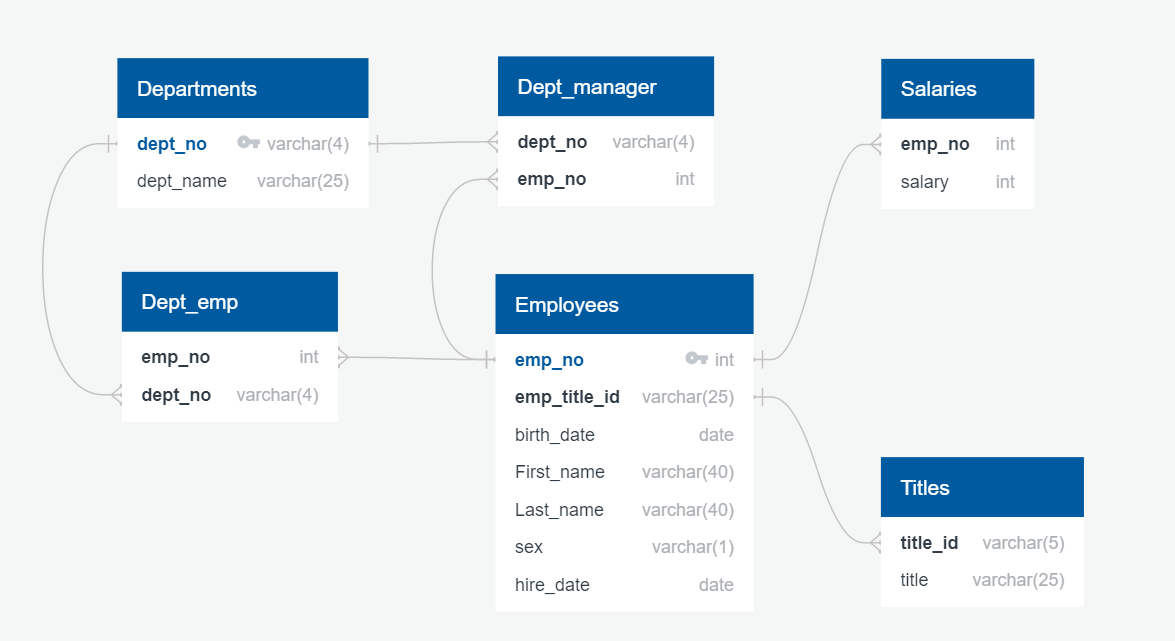 Departments
dept_no varchar(4)
dept_name varchar(25)
Dept_manager
dept_no varchar(4)
emp_no int
Salaries
emp_no int
salary int
Dept_emp
emp_no int
dept_no varchar(4)
Employees
emp_no int
emp_title_id varchar(25)
birth_date date
First_name varchar(40)
Last_name varchar(40)
sex varchar(1)
hire_date date
Titles
title_id varchar(5)
title varchar(25)